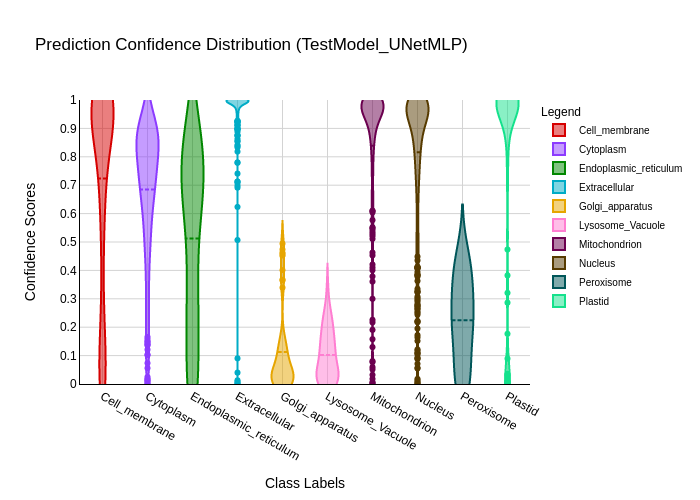 Prediction Confidence Distribution (TestModel_UNetMLP)
Confidence Scores
1
0.9
0.8
0.7
0.6
0.5
0.4
0.3
0.2
0.1
0
Cell_membrane
Cytoplasm
Endoplasmic_reticulum
Extracellular
Golgi_apparatus
Lysosome_Vacuole
Mitochondrion
Nucleus
Peroxisome
Plastid
Class Labels
Legend
Cell_membrane
Cytoplasm
Endoplasmic_reticulum
Extracellular
Golgi_apparatus
Lysosome_Vacuole
Mitochondrion
Nucleus
Peroxisome
Plastid